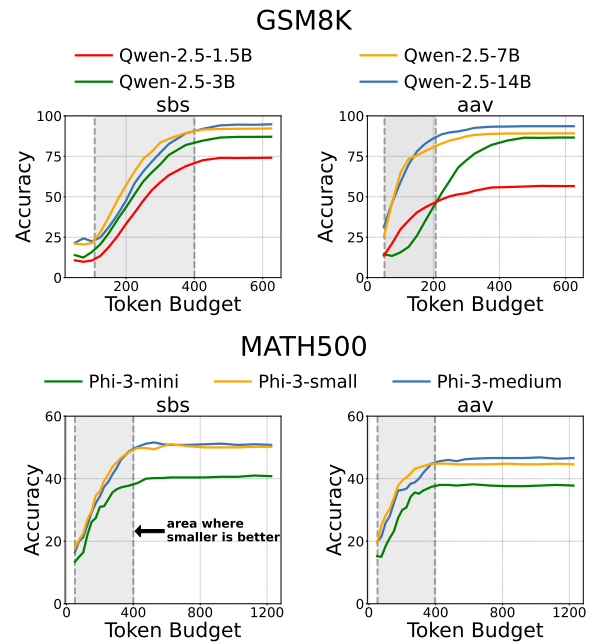 GSM8K
Qwen-2.5-1.5B
Qwen-2.5-7B
Qwen-2.5-3B
Qwen-2.5-14B
sbs
aav
100
75
50
25
0
Accuracy
200
400
600
Token Budget
100
75
50
25
0
Accuracy
0
200
400
600
Token Budget
MATH500
Phi-3-mini
Phi-3-small
Phi-3-medium
sbs
aav
60
40
20
0
Accuracy
area where
smaller is better
0
400
800
1200
Token Budget
60
40
20
0
Accuracy
0
400
800
1200
Token Budget